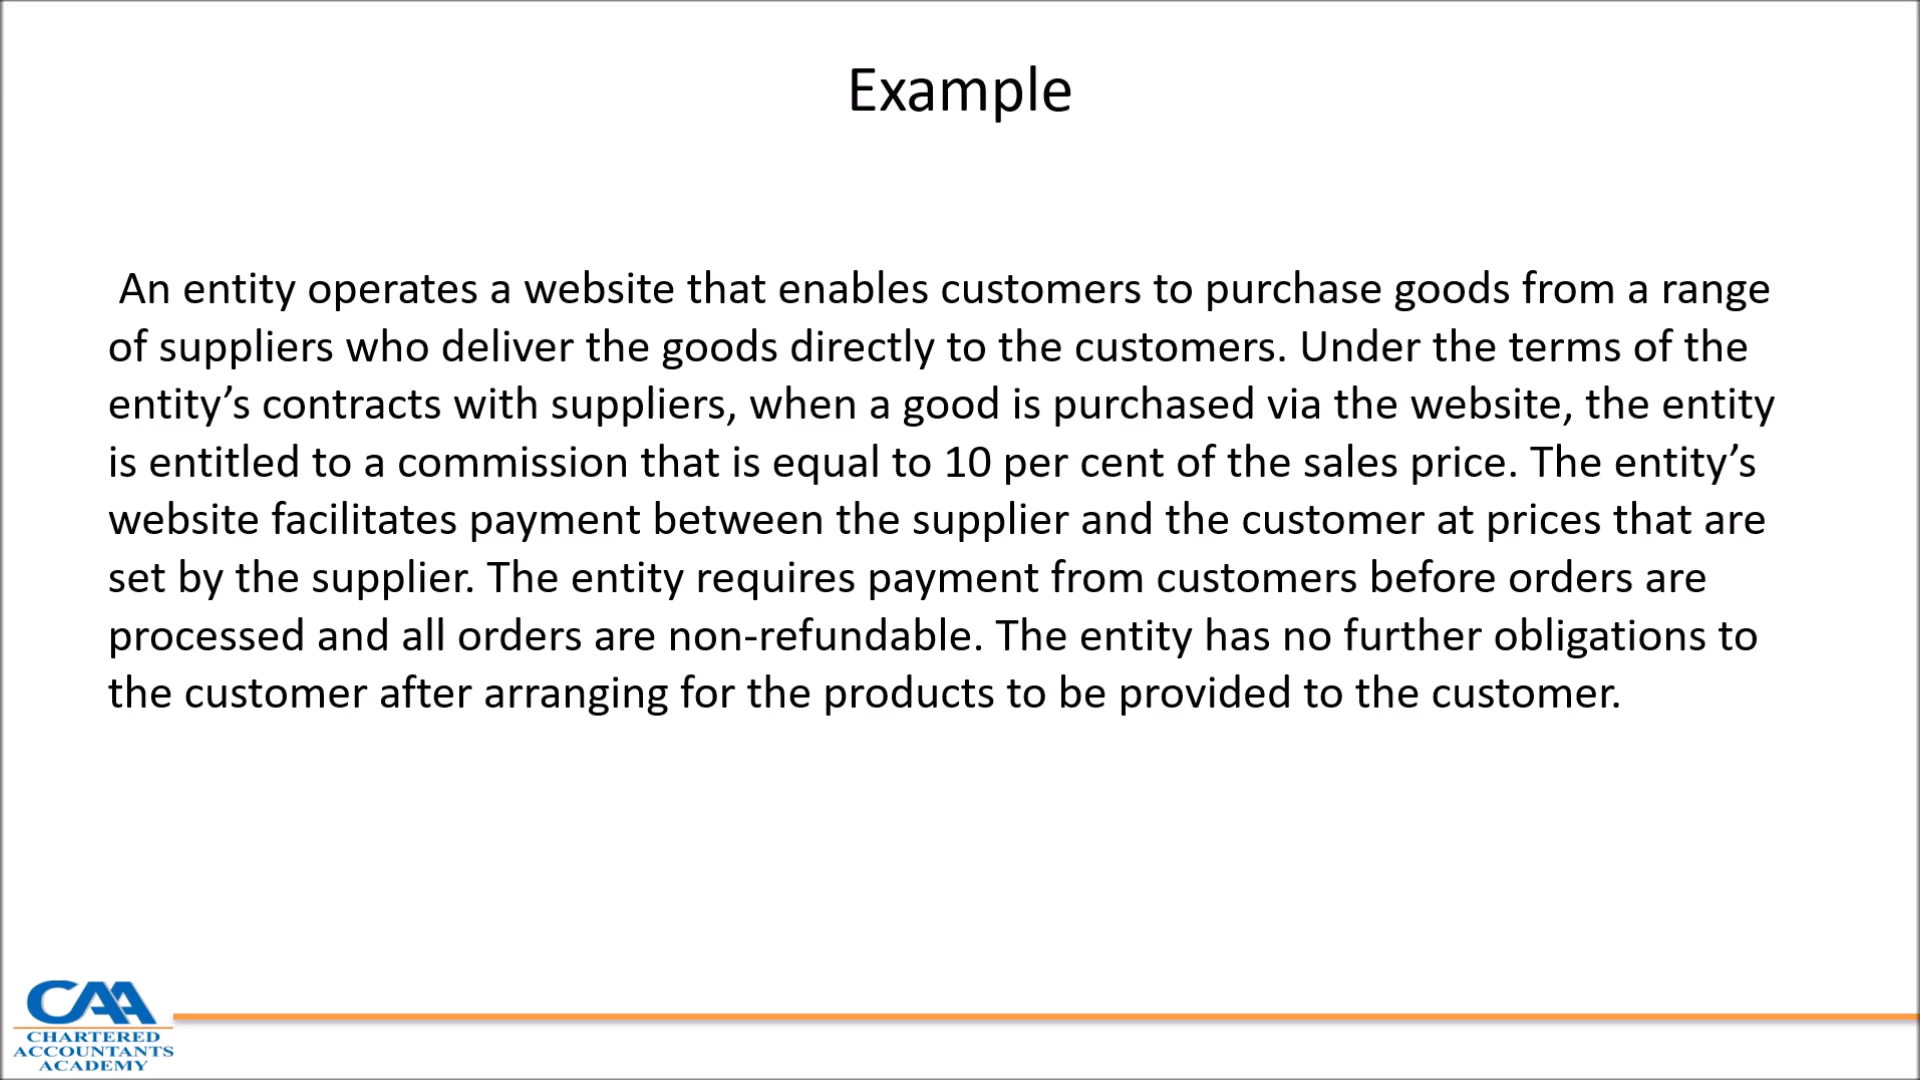 Example
An entity operates a website that enables customers to purchase goods from a range
of suppliers who deliver the goods directly to the customers. Under the terms of the
entity’s contracts with suppliers, when a good is purchased via the website, the entity
is entitled to a commission that is equal to 10 per cent of the sales price. The entity’s
website facilitates payment between the supplier and the customer at prices that are
set by the supplier. The entity requires payment from customers before orders are
processed and all orders are non-refundable. The entity has no further obligations to
the customer after arranging for the products to be provided to the customer.
CAA
CHARTERED
ACCOUNTANTS
ACADEMY